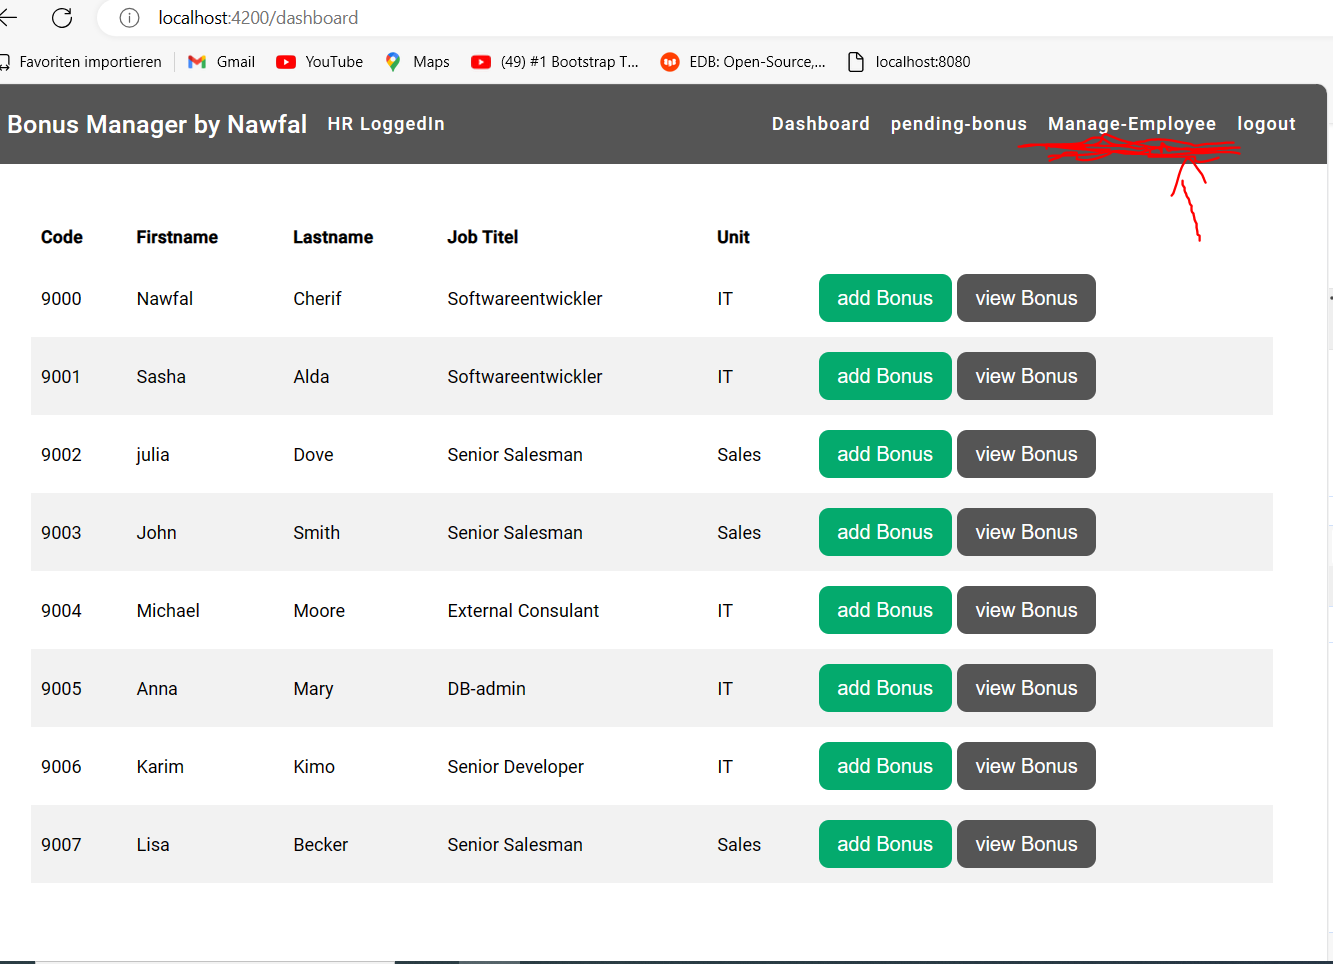 localhost:4200/dashboard
Favoriten importieren Gmail YouTube Maps (49) #1 Bootstrap T... EDB: Open-Source,... localhost:8080
Bonus Manager by Nawfal HR LoggedIn Dashboard pending-bonus Manage-Employee logout
Code Firstname Lastname Job Titel Unit
9000 Nawfal Cherif Softwareentwickler IT add Bonus view Bonus
9001 Sasha Alda Softwareentwickler IT add Bonus view Bonus
9002 julia Dove Senior Salesman Sales add Bonus view Bonus
9003 John Smith Senior Salesman Sales add Bonus view Bonus
9004 Michael Moore External Consulant IT add Bonus view Bonus
9005 Anna Mary DB-admin IT add Bonus view Bonus
9006 Karim Kimo Senior Developer IT add Bonus view Bonus
9007 Lisa Becker Senior Salesman Sales add Bonus view Bonus